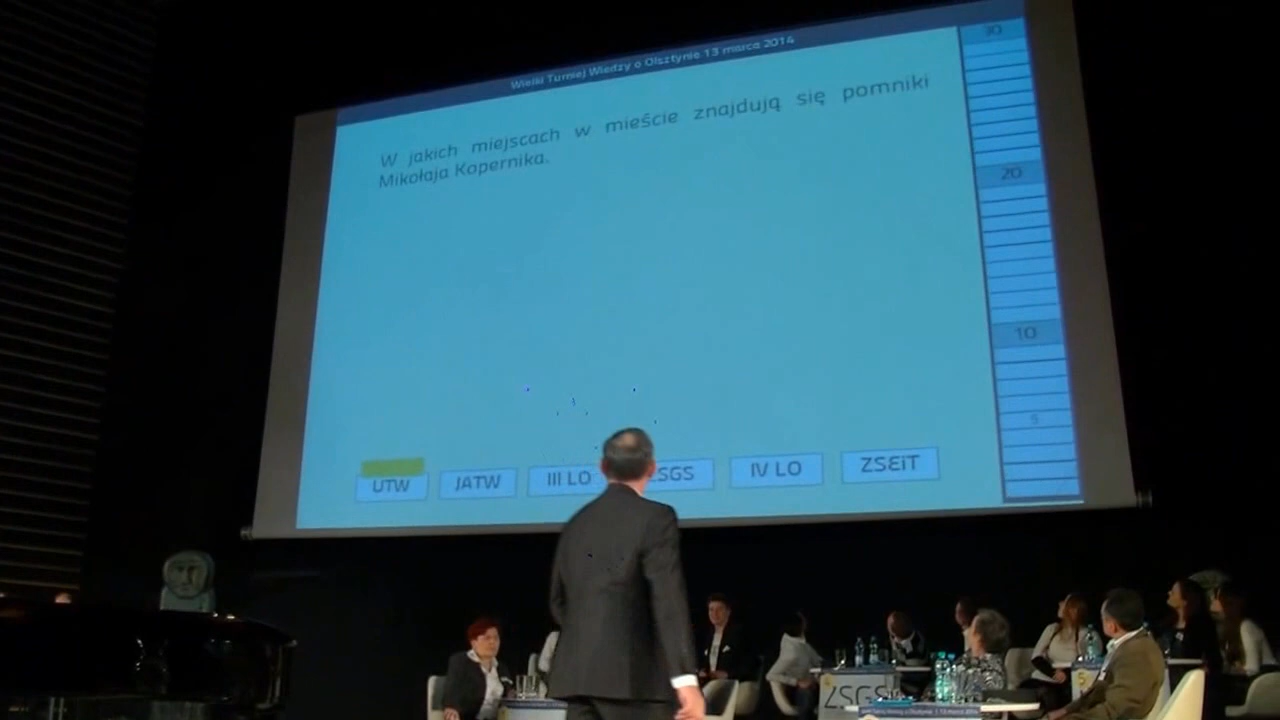 Wielki Turniej Wiedzy o Olsztynie 13 marca 2014
30
W jakich miejscach w mieście znajdują się pomniki
Mikołaja Kopernika.
20
10
5
UTW
JATW
III LO
SGS
IV LO
ZSEiT
ZSGS